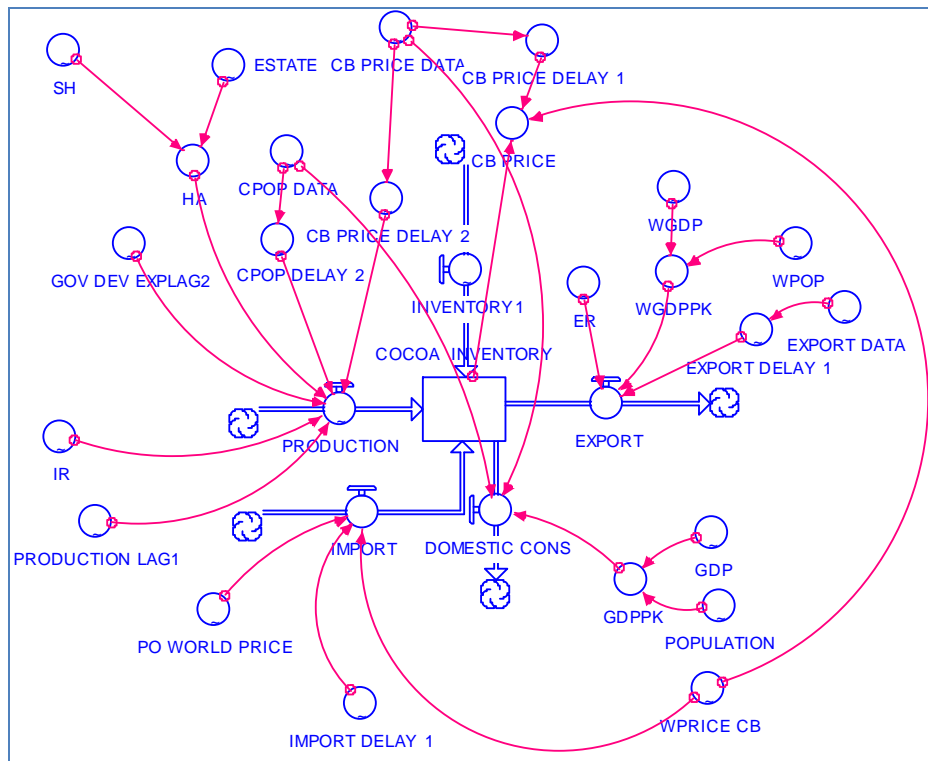 SH
ESTATE
CB PRICE DATA
CB PRICE DELAY 1
CB PRICE
HA
CPOP DATA
CB PRICE DELAY 2
WGDP
GOV DEV EXPLAG2
CPOP DELAY 2
INVENTORY 1
ER
WGDPPK
WPOP
COCOA INVENTORY
EXPORT DELAY 1
EXPORT DATA
PRODUCTION
EXPORT
IR
PRODUCTION LAG1
IMPORT
DOMESTIC CONS
GDP
GDPPK
PO WORLD PRICE
POPULATION
IMPORT DELAY 1
WPRICE CB